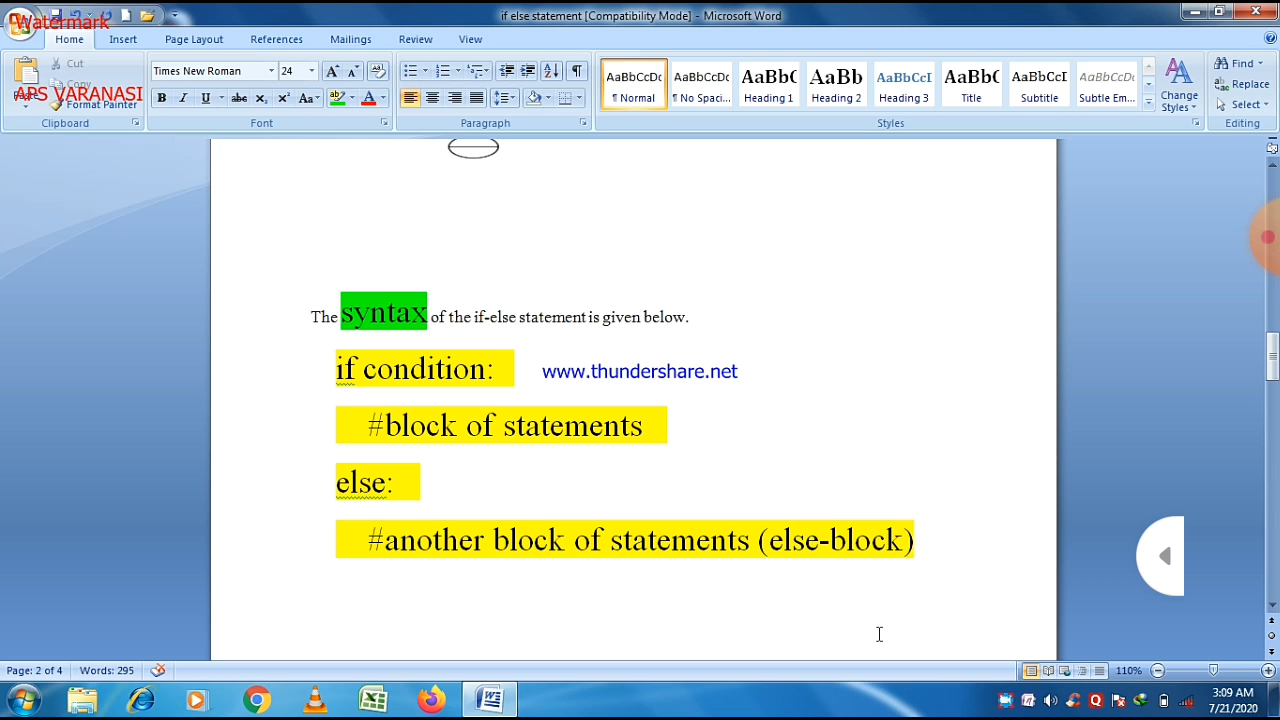 if else statement [Compatibility Mode] - Microsoft Word
Watermark
Home Insert Page Layout References Mailings Review View
Cut
Copy
Format Painter
APS VARANASI
Times New Roman 24
AaBbCcDc AaBbCcDc AaBbC AaBb AaBbCcI AaBbC AaBbCcI AaBbCcDc
¶ Normal ¶ No Spaci... Heading 1 Heading 2 Heading 3 Title Subtitle Subtle Em...
Change Styles
Find
Replace
Select
Clipboard Font Paragraph Styles Editing
The syntax of the if-else statement is given below.
if condition: www.thundershare.net
#block of statements
else:
#another block of statements (else-block)
Page: 2 of 4 Words: 295 110%
3:09 AM
7/21/2020